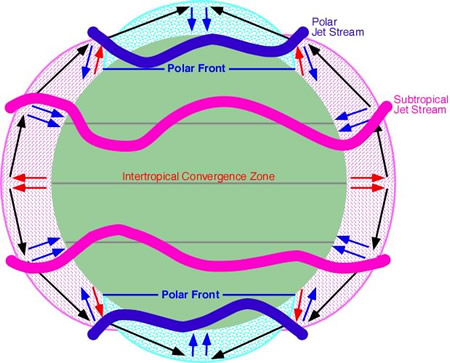 Polar
Jet Stream
Polar Front
Subtropical
Jet Stream
Intertropical Convergence Zone
Polar Front